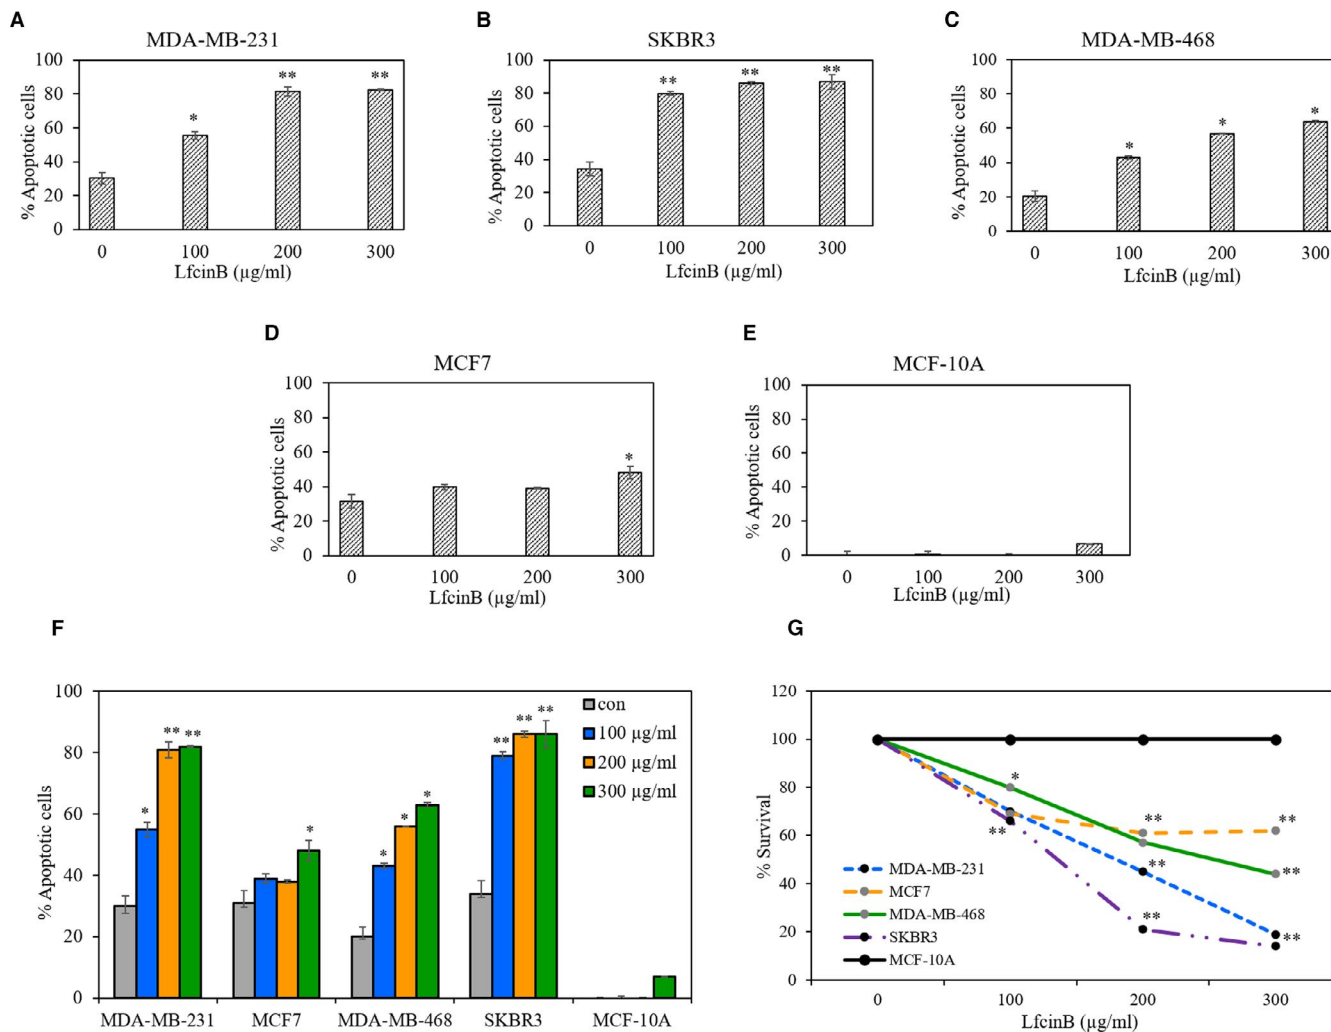 A
MDA-MB-231
100
80
60
40
20
0
% Apoptotic cells
*
**
**
0 100 200 300
LfcinB (µg/ml)
B
SKBR3
100
80
60
40
20
0
% Apoptotic cells
**
**
**
0 100 200 300
LfcinB (µg/ml)
C
MDA-MB-468
100
80
60
40
20
0
% Apoptotic cells
*
*
*
0 100 200 300
LfcinB (µg/ml)
D
MCF7
100
80
60
40
20
0
% Apoptotic cells
*
0 100 200 300
LfcinB (µg/ml)
E
MCF-10A
100
80
60
40
20
0
% Apoptotic cells
0 100 200 300
LfcinB (µg/ml)
F
100
80
60
40
20
0
% Apoptotic cells
* ** **
*
* * *
** ** **
con
100 µg/ml
200 µg/ml
300 µg/ml
MDA-MB-231 MCF7 MDA-MB-468 SKBR3 MCF-10A
G
120
100
80
60
40
20
0
% Survival
*
**
**
**
**
**
**
**
MDA-MB-231
MCF7
MDA-MB-468
SKBR3
MCF-10A
0 100 200 300
LfcinB (µg/ml)